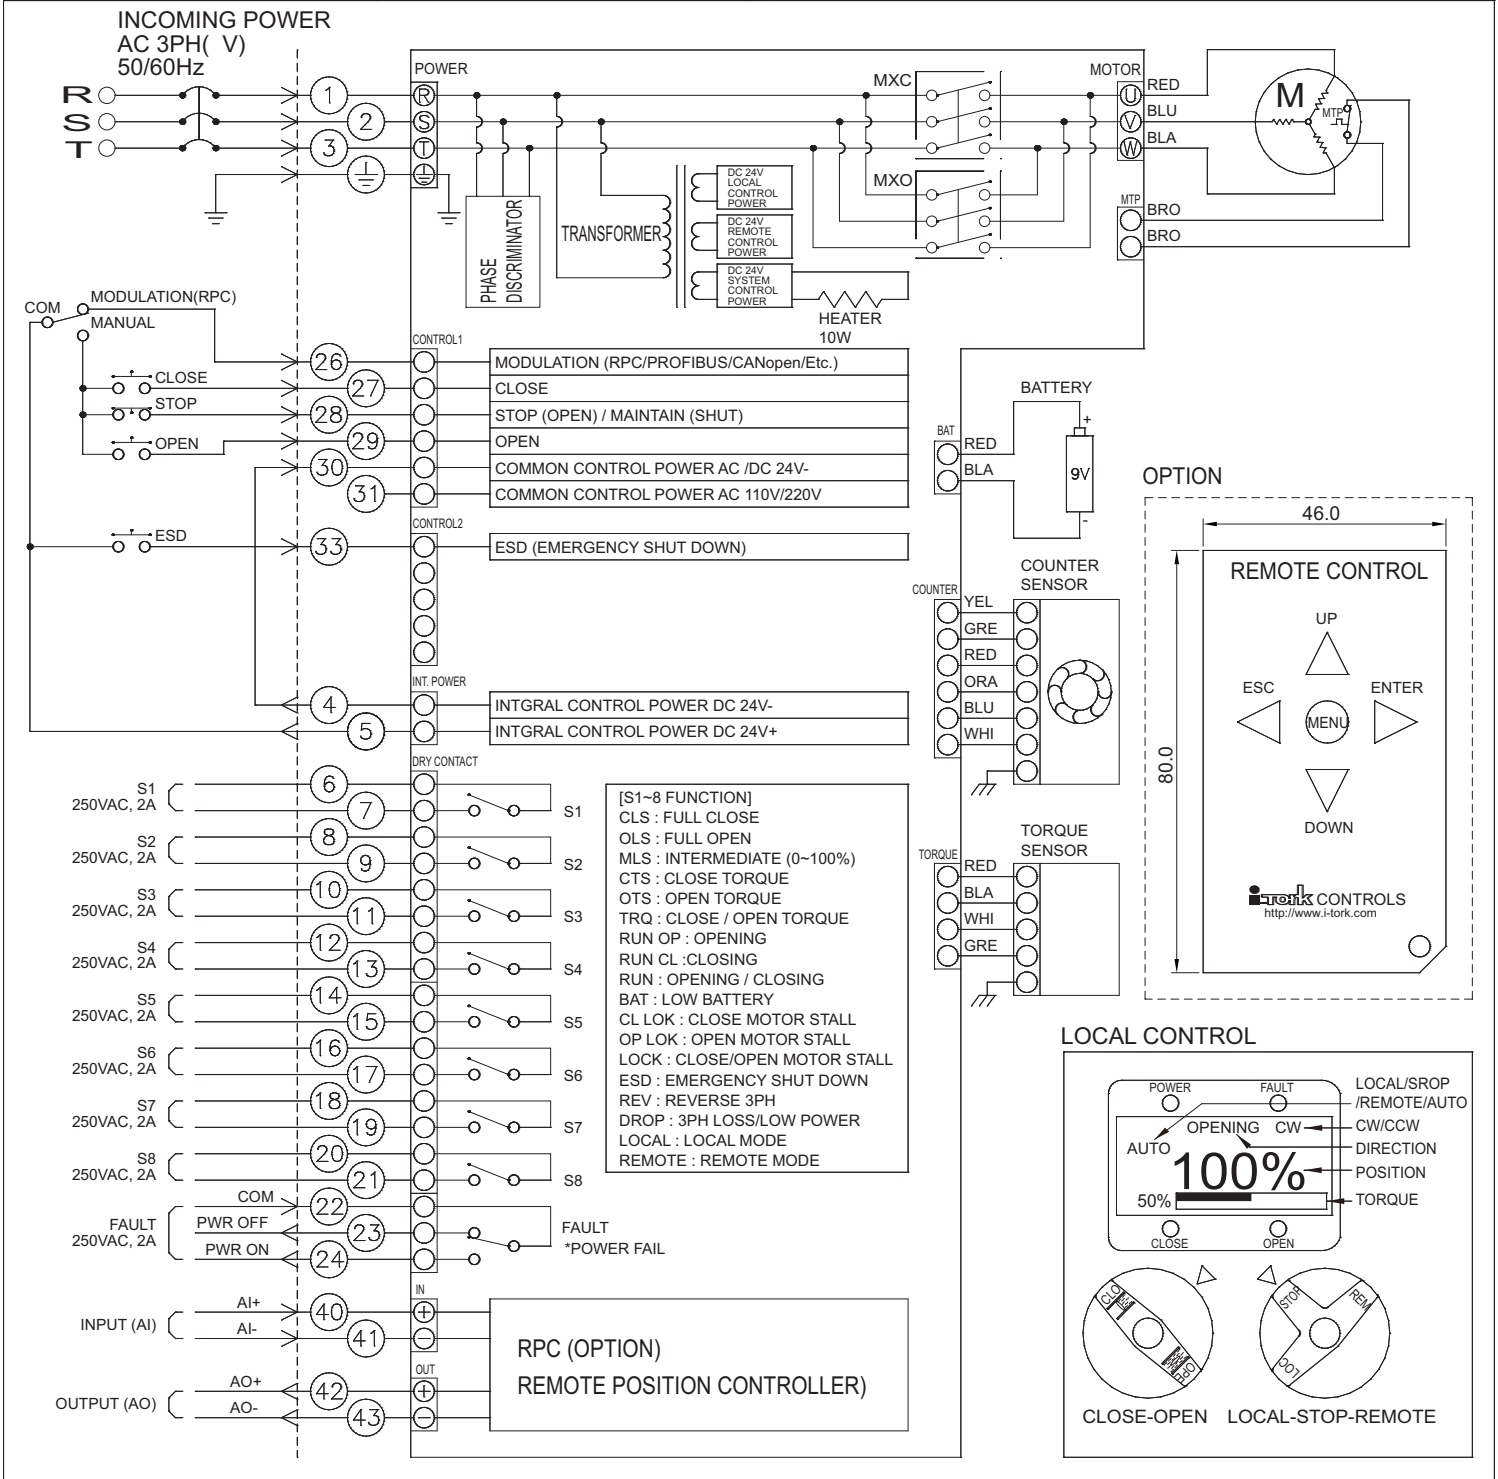 INCOMING POWER
AC 3PH( V)
50/60Hz
R
S
T
1
2
3
POWER
R
S
T
PHASE
DISCRIMINATOR
TRANSFORMER
DC 24V
LOCAL
CONTROL
POWER
DC 24V
REMOTE
CONTROL
POWER
DC 24V
SYSTEM
CONTROL
POWER
HEATER
10W
MXC
MXO
MOTOR
U
V
W
RED
BLU
BLA
M
MTP
MTP
BRO
BRO
COM
MODULATION(RPC)
MANUAL
CLOSE
STOP
OPEN
ESD
CONTROL1
26
MODULATION (RPC/PROFIBUS/CANopen/Etc.)
27
CLOSE
28
STOP (OPEN) / MAINTAIN (SHUT)
29
OPEN
30
COMMON CONTROL POWER AC /DC 24V-
31
COMMON CONTROL POWER AC 110V/220V
CONTROL2
33
ESD (EMERGENCY SHUT DOWN)
INT. POWER
4
INTGRAL CONTROL POWER DC 24V-
5
INTGRAL CONTROL POWER DC 24V+
BATTERY
BAT
RED
BLA
+
9V
-
COUNTER
SENSOR
COUNTER
YEL
GRE
RED
ORA
BLU
WHI
TORQUE
SENSOR
TORQUE
RED
BLA
WHI
GRE
DRY CONTACT
S1
250VAC, 2A
6
7
S1
S2
250VAC, 2A
8
9
S2
S3
250VAC, 2A
10
11
S3
S4
250VAC, 2A
12
13
S4
S5
250VAC, 2A
14
15
S5
S6
250VAC, 2A
16
17
S6
S7
250VAC, 2A
18
19
S7
S8
250VAC, 2A
20
21
S8
FAULT
250VAC, 2A
COM
22
PWR OFF
23
PWR ON
24
FAULT
*POWER FAIL
[S1~8 FUNCTION]
CLS : FULL CLOSE
OLS : FULL OPEN
MLS : INTERMEDIATE (0~100%)
CTS : CLOSE TORQUE
OTS : OPEN TORQUE
TRQ : CLOSE / OPEN TORQUE
RUN OP : OPENING
RUN CL :CLOSING
RUN : OPENING / CLOSING
BAT : LOW BATTERY
CL LOK : CLOSE MOTOR STALL
OP LOK : OPEN MOTOR STALL
LOCK : CLOSE/OPEN MOTOR STALL
ESD : EMERGENCY SHUT DOWN
REV : REVERSE 3PH
DROP : 3PH LOSS/LOW POWER
LOCAL : LOCAL MODE
REMOTE : REMOTE MODE
INPUT (AI)
AI+
40
AI-
41
IN
+
-
OUTPUT (AO)
AO+
42
AO-
43
OUT
+
-
RPC (OPTION)
REMOTE POSITION CONTROLLER)
OPTION
46.0
80.0
REMOTE CONTROL
UP
ESC
MENU
ENTER
DOWN
i-Tork CONTROLS
http://www.i-tork.com
LOCAL CONTROL
POWER
FAULT
LOCAL/SROP
/REMOTE/AUTO
OPENING
CW
CW/CCW
AUTO
DIRECTION
100%
POSITION
50%
TORQUE
CLOSE
OPEN
CLO
OPE
STOP
REM
LOC
CLOSE-OPEN
LOCAL-STOP-REMOTE